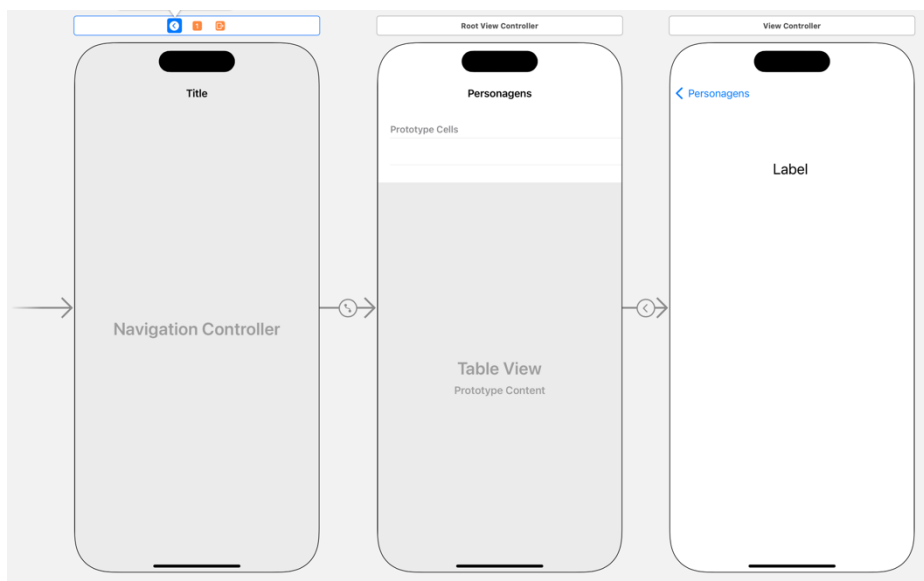 Root View Controller
View Controller
Title
Personagens
Personagens
Prototype Cells
Label
Navigation Controller
Table View
Prototype Content